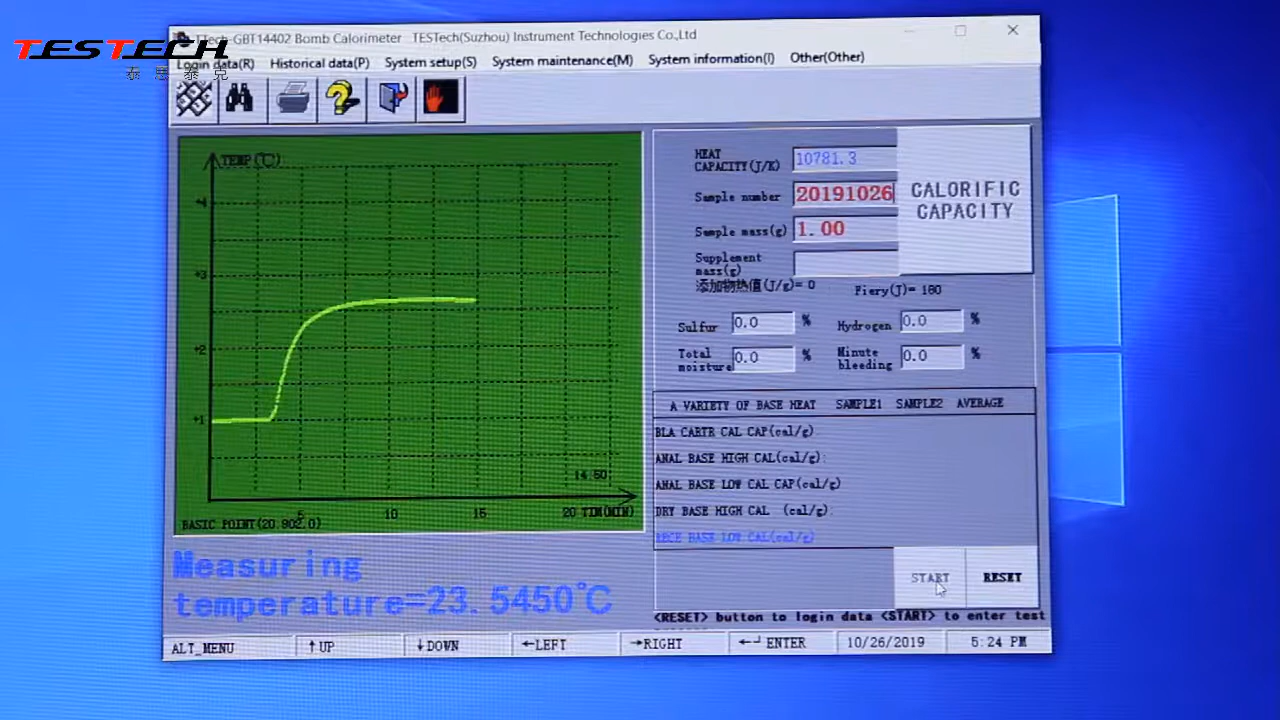 TESTECH
泰思泰克
TTech-GBT14402 Bomb Calorimeter TESTech(Suzhou) Instrument Technologies Co.,Ltd
Login data(R) Historical data(P) System setup(S) System maintenance(M) System information(I) Other(Other)
TEMP(℃)
+4
+3
+2
+1
14.50
5 10 15 20 TIM(MIN)
BASIC POINT(20.902.0)
HEAT CAPACITY(J/K) 10781.3
Sample number 20191026
Sample mass(g) 1.00
Supplement mass(g)
添加物热值(J/g)= 0 Fiery(J)= 180
CALORIFIC
CAPACITY
Sulfur 0.0 % Hydrogen 0.0 %
Total moisture 0.0 % Minute bleeding 0.0 %
A VARIETY OF BASE HEAT SAMPLE1 SAMPLE2 AVERAGE
BLA CARTR CAL CAP(cal/g)
ANAL BASE HIGH CAL(cal/g):
ANAL BASE LOW CAL CAP(cal/g)
DRY BASE HIGH CAL (cal/g):
RECE BASE LOW CAL(cal/g)
Measuring
temperature=23.5450℃
START RESET
<RESET> button to login data <START> to enter test
ALT_MENU ↑UP ↓DOWN ←LEFT →RIGHT ←┘ENTER 10/26/2019 5:24 PM